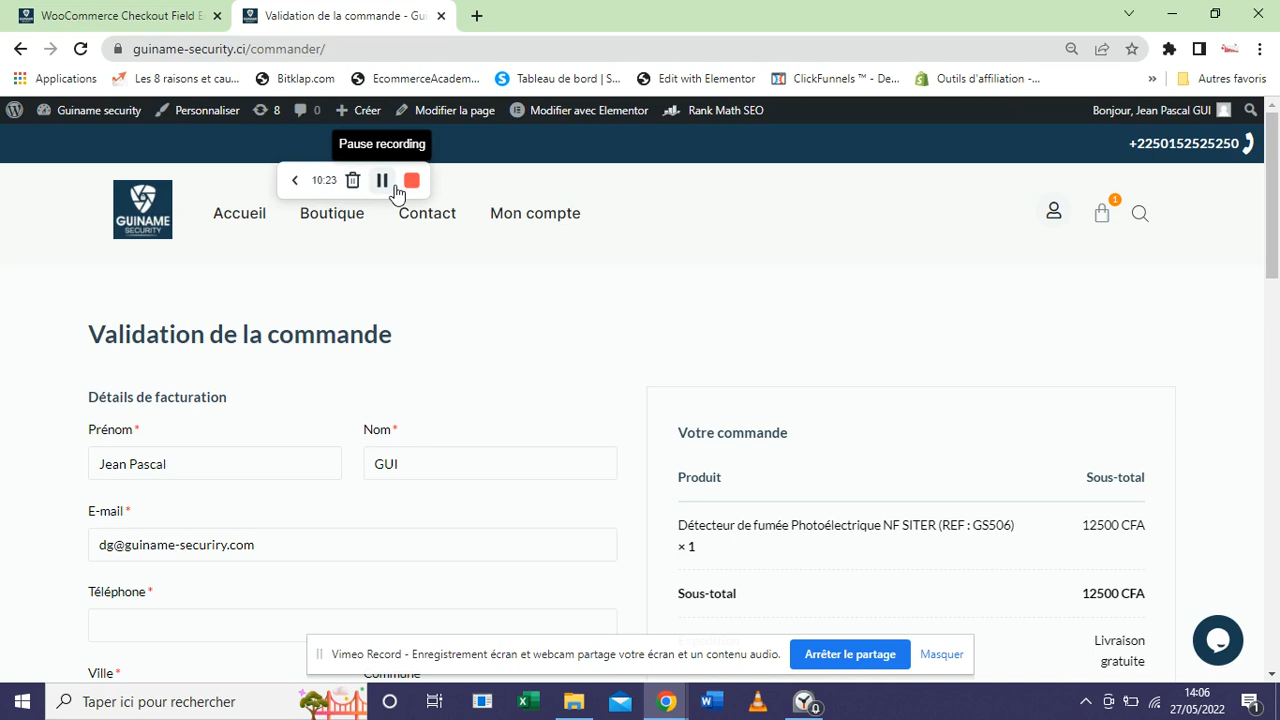 WooCommerce Checkout Field E
Validation de la commande - Gui
guiname-security.ci/commander/
Applications
Les 8 raisons et cau...
Bitklap.com
EcommerceAcadem...
Tableau de bord | S...
Edit with Elementor
ClickFunnels ™ - De...
Outils d'affiliation -...
»
Autres favoris
Guiname security
Personnaliser
8
0
Créer
Modifier la page
Modifier avec Elementor
Rank Math SEO
Bonjour, Jean Pascal GUI
Pause recording
+2250152525250
10:23
GUINAME
SECURITY
Accueil
Boutique
Contact
Mon compte
1
Validation de la commande
Détails de facturation
Prénom *
Nom *
Jean Pascal
GUI
E-mail *
dg@guiname-securiry.com
Téléphone *
Ville *
Commune
Votre commande
Produit
Sous-total
Détecteur de fumée Photoélectrique NF SITER (REF : GS506)
× 1
12500 CFA
Sous-total
12500 CFA
Expédition
Livraison
gratuite
Vimeo Record - Enregistrement écran et webcam partage votre écran et un contenu audio.
Arrêter le partage
Masquer
Taper ici pour rechercher
0
14:06
27/05/2022
1